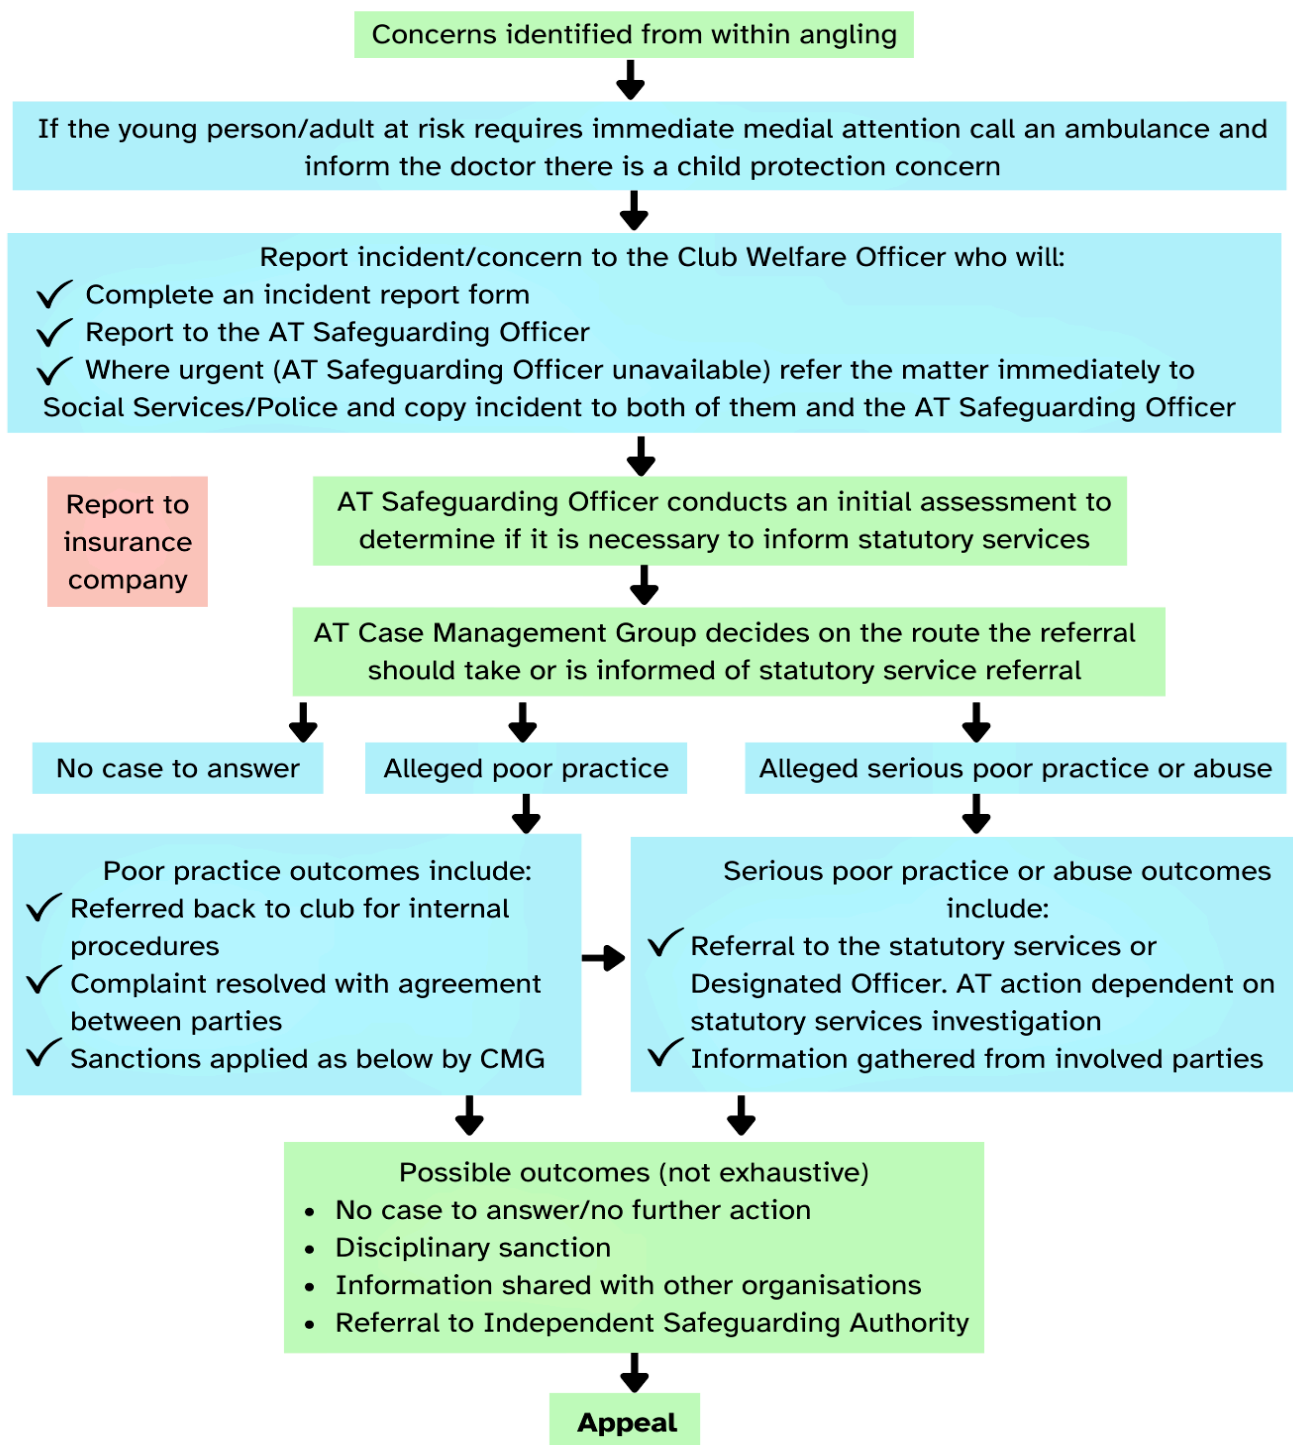 Concerns identified from within angling
If the young person/adult at risk requires immediate medial attention call an ambulance and
inform the doctor there is a child protection concern
Report incident/concern to the Club Welfare Officer who will:
✓ Complete an incident report form
✓ Report to the AT Safeguarding Officer
✓ Where urgent (AT Safeguarding Officer unavailable) refer the matter immediately to
Social Services/Police and copy incident to both of them and the AT Safeguarding Officer
Report to
insurance
company
AT Safeguarding Officer conducts an initial assessment to
determine if it is necessary to inform statutory services
AT Case Management Group decides on the route the referral
should take or is informed of statutory service referral
No case to answer
Alleged poor practice
Alleged serious poor practice or abuse
Poor practice outcomes include:
✓ Referred back to club for internal
procedures
✓ Complaint resolved with agreement
between parties
✓ Sanctions applied as below by CMG
Serious poor practice or abuse outcomes
include:
✓ Referral to the statutory services or
Designated Officer. AT action dependent on
statutory services investigation
✓ Information gathered from involved parties
Possible outcomes (not exhaustive)
• No case to answer/no further action
• Disciplinary sanction
• Information shared with other organisations
• Referral to Independent Safeguarding Authority
Appeal